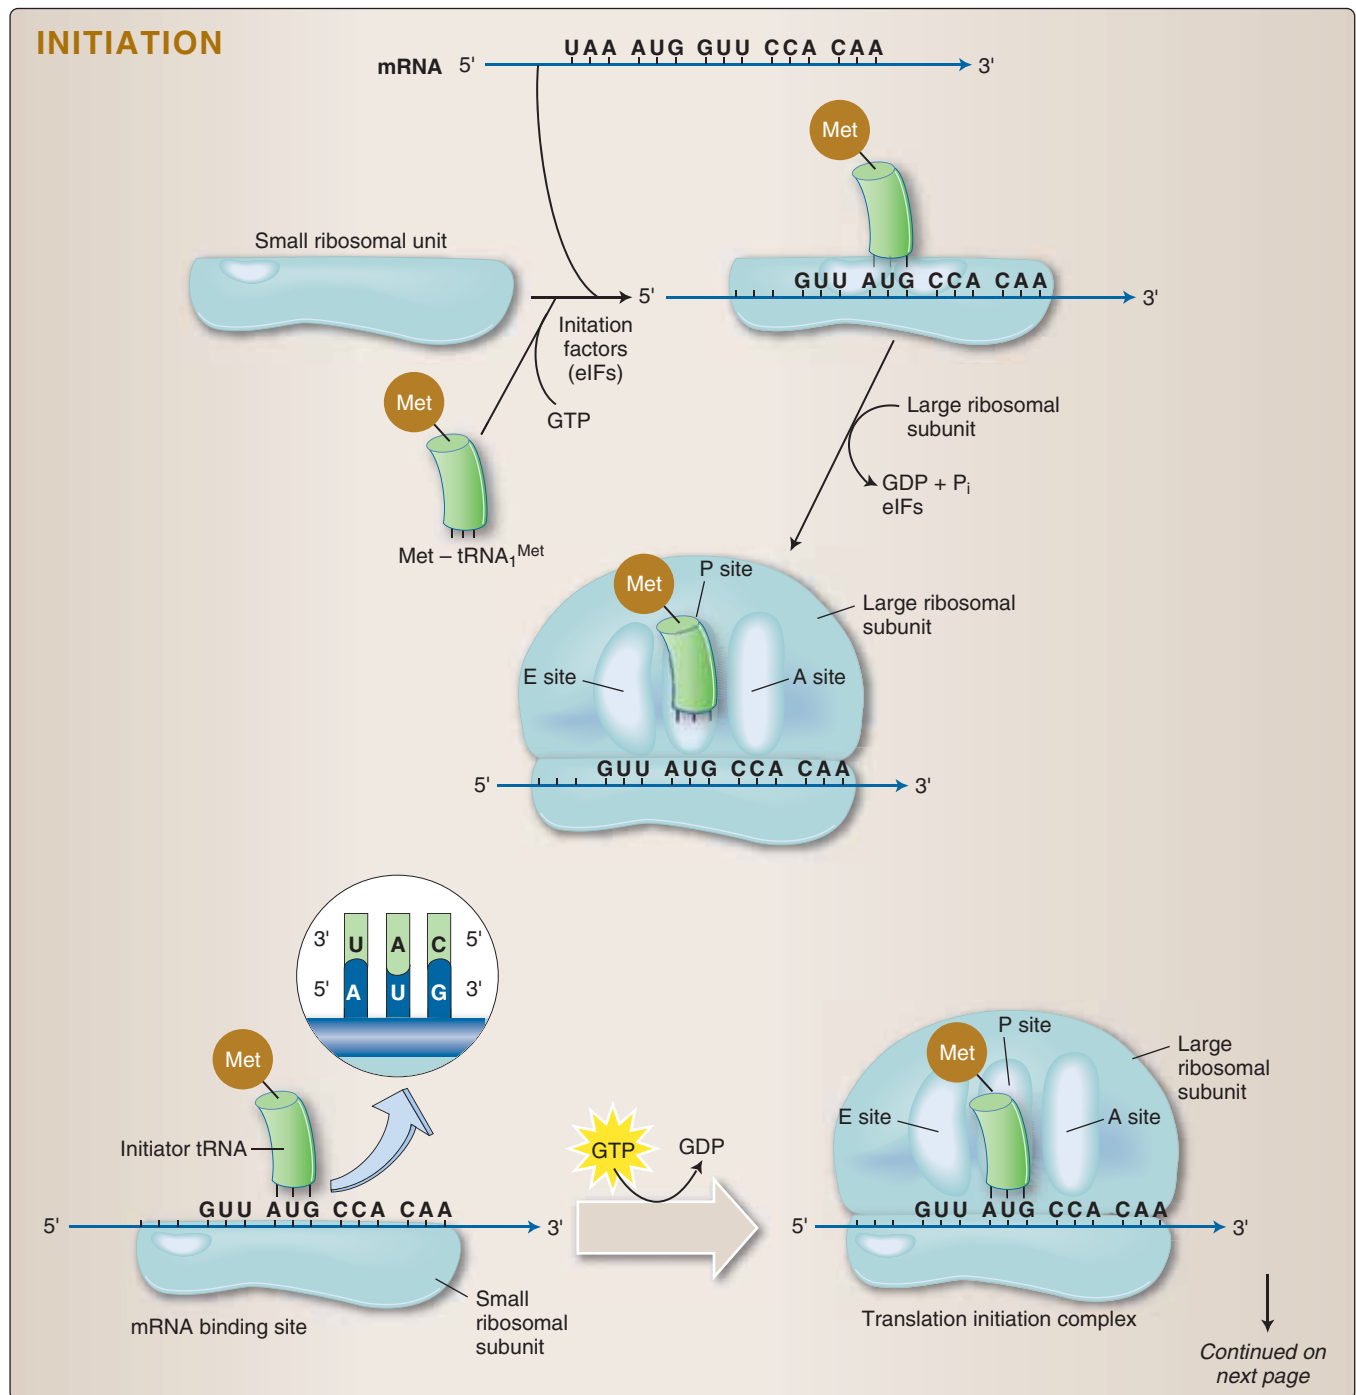 INITIATION
UAA AUG GUU CCA CAA
mRNA 5' 3'
Met
Small ribosomal unit
GUU AUG CCA CAA
5' 3'
Initation
factors
(eIFs)
GTP
Met
Met – tRNA₁ᴹᵉᵗ
Large ribosomal
subunit
GDP + Pᵢ
eIFs
Met
P site
Large ribosomal
subunit
E site
A site
GUU AUG CCA CAA
5' 3'
3' U A C 5'
5' A U G 3'
Met
Initiator tRNA
GUU AUG CCA CAA
5' 3'
mRNA binding site
Small
ribosomal
subunit
GTP
GDP
P site
Met
Large
ribosomal
subunit
E site
A site
GUU AUG CCA CAA
5' 3'
Translation initiation complex
Continued on
next page